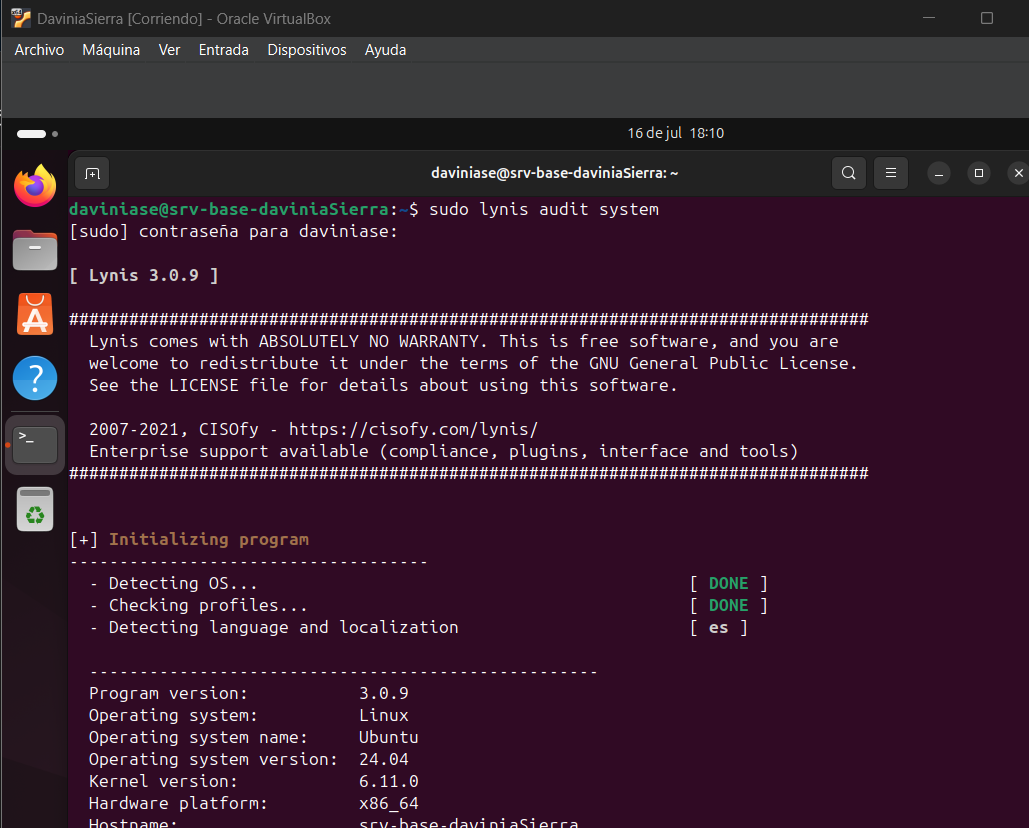 DaviniaSierra [Corriendo] - Oracle VirtualBox
Archivo Máquina Ver Entrada Dispositivos Ayuda
16 de jul 18:10
daviniase@srv-base-daviniaSierra: ~
daviniase@srv-base-daviniaSierra:~$ sudo lynis audit system
[sudo] contraseña para daviniase:
[ Lynis 3.0.9 ]
################################################################################
Lynis comes with ABSOLUTELY NO WARRANTY. This is free software, and you are
welcome to redistribute it under the terms of the GNU General Public License.
See the LICENSE file for details about using this software.
2007-2021, CISOfy - https://cisofy.com/lynis/
Enterprise support available (compliance, plugins, interface and tools)
################################################################################
[+] Initializing program
------------------------------------
- Detecting OS... [ DONE ]
- Checking profiles... [ DONE ]
- Detecting language and localization [ es ]
---------------------------------------------------
Program version: 3.0.9
Operating system: Linux
Operating system name: Ubuntu
Operating system version: 24.04
Kernel version: 6.11.0
Hardware platform: x86_64
Hostname: srv-base-daviniaSierra